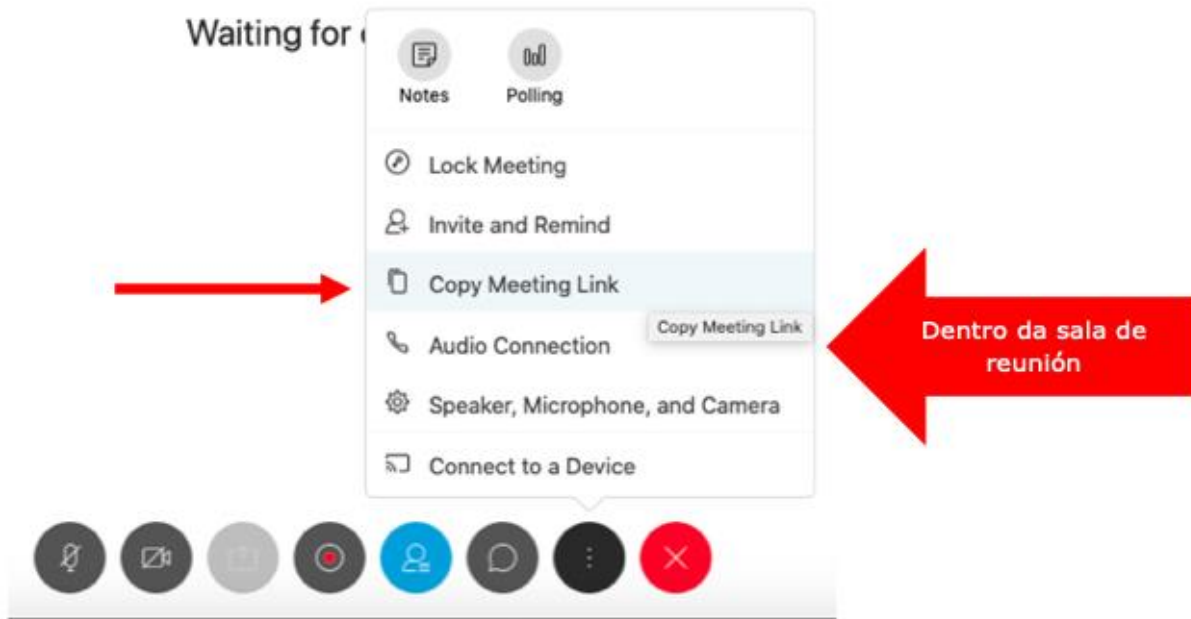 Waiting for
Notes
Polling
Lock Meeting
Invite and Remind
Copy Meeting Link
Copy Meeting Link
Audio Connection
Speaker, Microphone, and Camera
Connect to a Device
Dentro da sala de
reunión